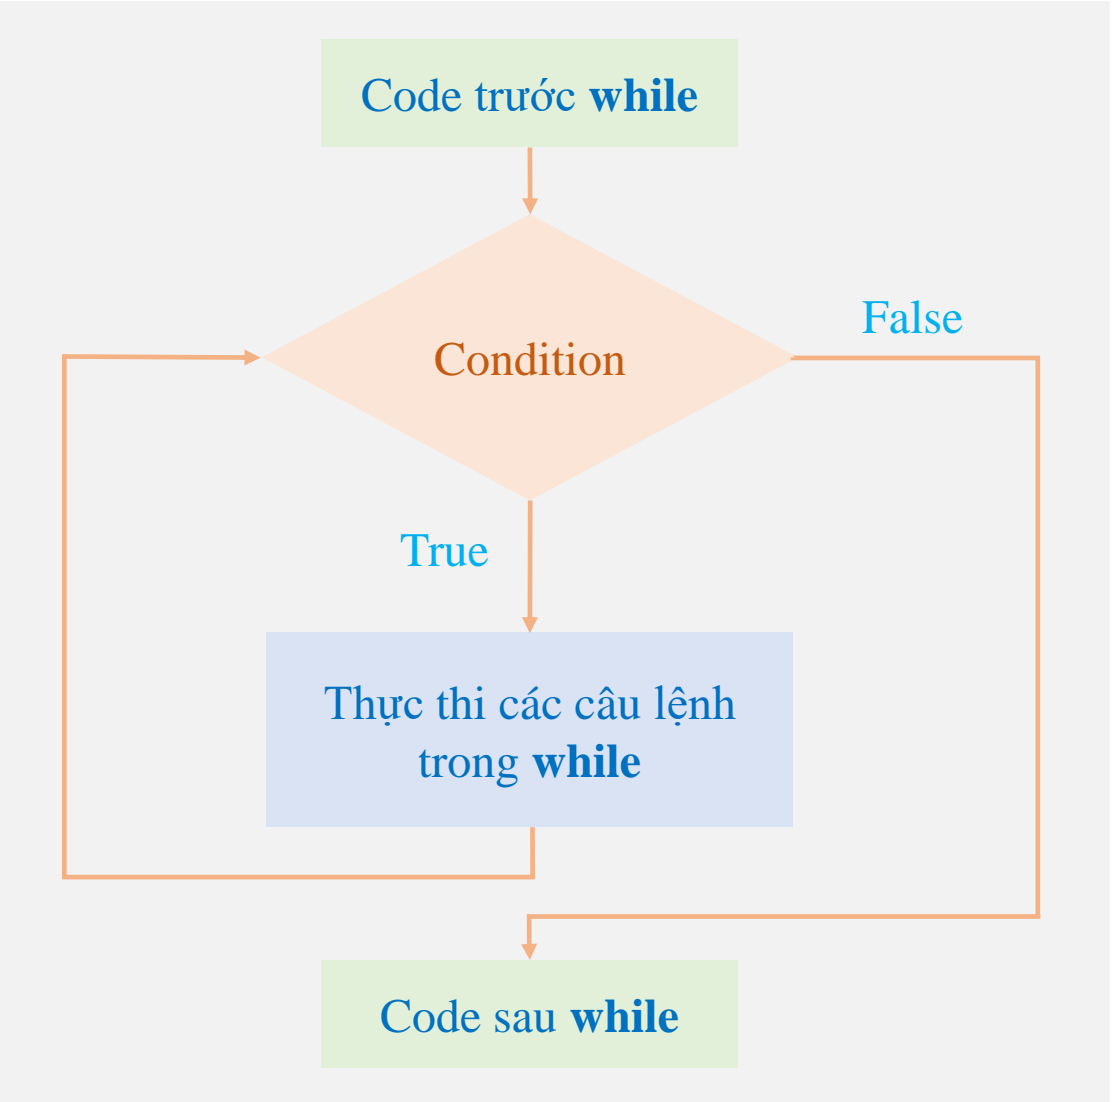 Code trước while
Condition
False
True
Thực thi các câu lệnh
trong while
Code sau while